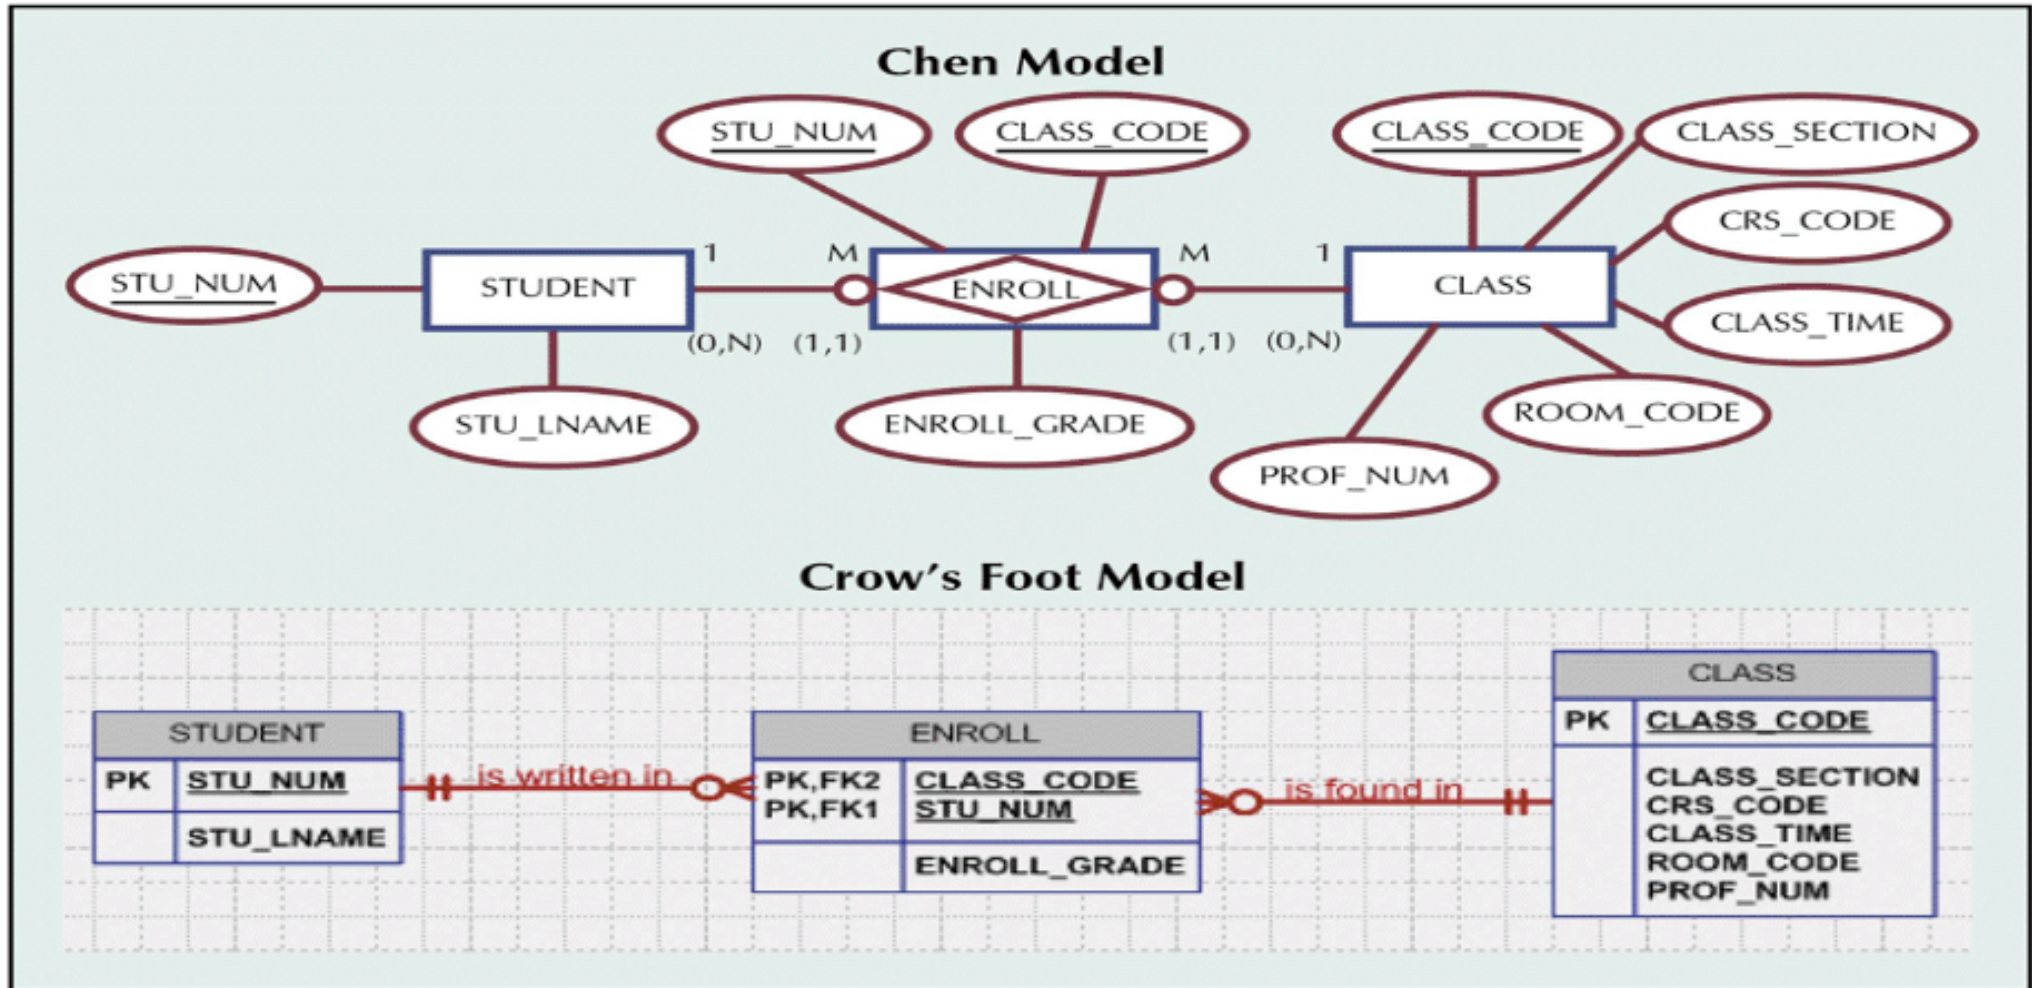 Chen Model
STU_NUM
CLASS_CODE
CLASS_CODE
CLASS_SECTION
CRS_CODE
STU_NUM
STUDENT
1
M
ENROLL
M
1
CLASS
CLASS_TIME
(0,N)
(1,1)
(1,1)
(0,N)
STU_LNAME
ENROLL_GRADE
ROOM_CODE
PROF_NUM
Crow's Foot Model
STUDENT
PK STU_NUM
STU_LNAME
is written in
ENROLL
PK,FK2 CLASS_CODE
PK,FK1 STU_NUM
ENROLL_GRADE
is found in
CLASS
PK CLASS_CODE
CLASS_SECTION
CRS_CODE
CLASS_TIME
ROOM_CODE
PROF_NUM